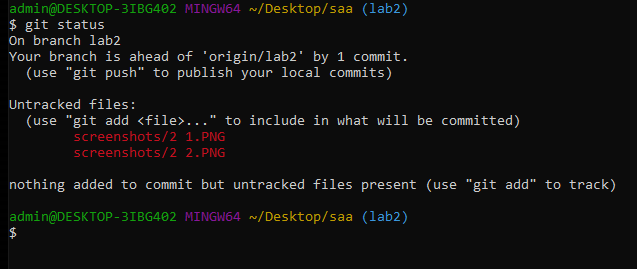 admin@DESKTOP-3IBG402 MINGW64 ~/Desktop/saa (lab2)
$ git status
On branch lab2
Your branch is ahead of 'origin/lab2' by 1 commit.
  (use "git push" to publish your local commits)

Untracked files:
  (use "git add <file>..." to include in what will be committed)
        screenshots/2 1.PNG
        screenshots/2 2.PNG

nothing added to commit but untracked files present (use "git add" to track)

admin@DESKTOP-3IBG402 MINGW64 ~/Desktop/saa (lab2)
$